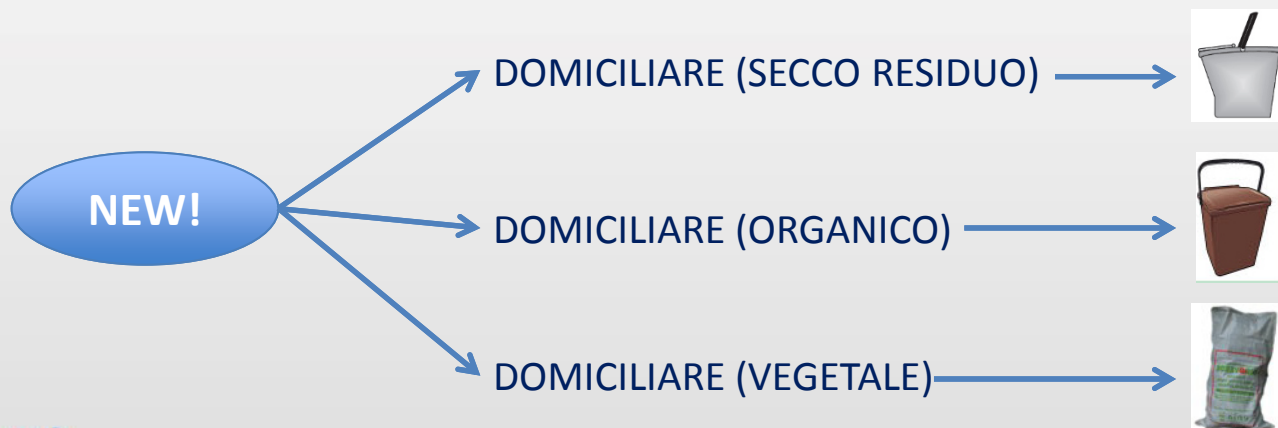 DOMICILIARE (SECCO RESIDUO)
NEW!
DOMICILIARE (ORGANICO)
DOMICILIARE (VEGETALE)